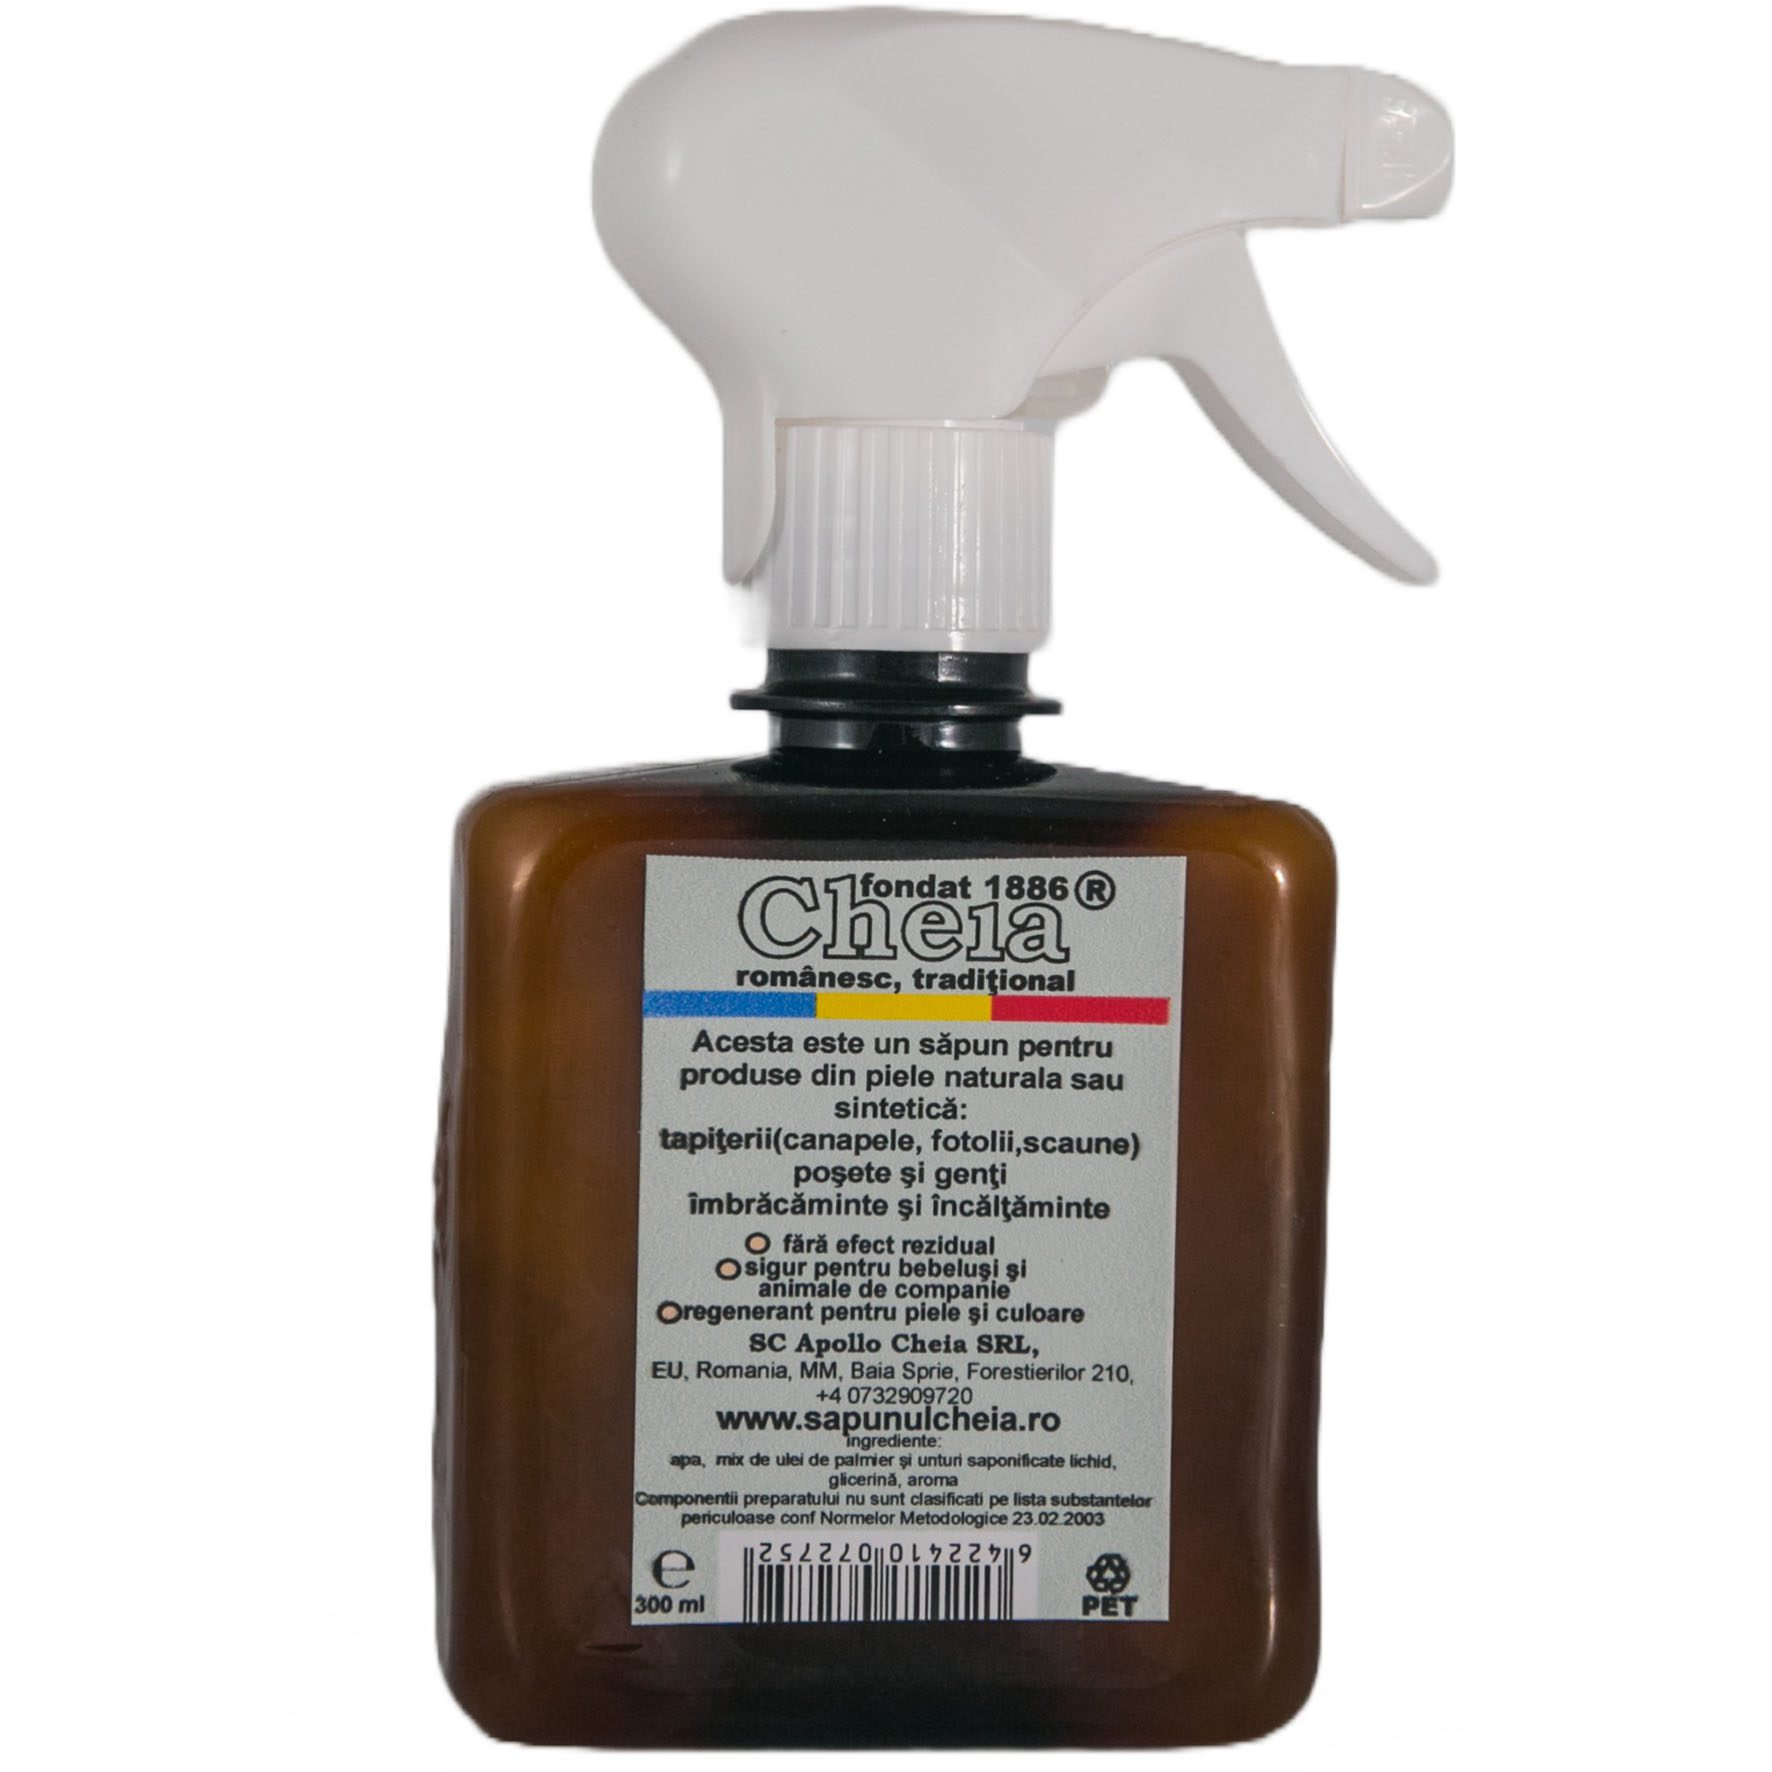 fondat 1886 ®
Cheia
românesc, tradiţional
Acesta este un săpun pentru
produse din piele naturala sau
sintetică:
tapiţerii(canapele, fotolii,scaune)
poşete şi genţi
îmbrăcăminte şi încălţăminte
fără efect rezidual
sigur pentru bebeluşi şi
animale de companie
regenerant pentru piele şi culoare
SC Apollo Cheia SRL,
EU, Romania, MM, Baia Sprie, Forestierilor 210,
+4 0732909720
www.sapunulcheia.ro
ingrediente:
apa, mix de ulei de palmier şi unturi saponificate lichid,
glicerină, aroma
Componentii preparatului nu sunt clasificati pe lista substantelor
periculoase conf Normelor Metodologice 23.02.2003
6422410072752
e
300 ml
PET